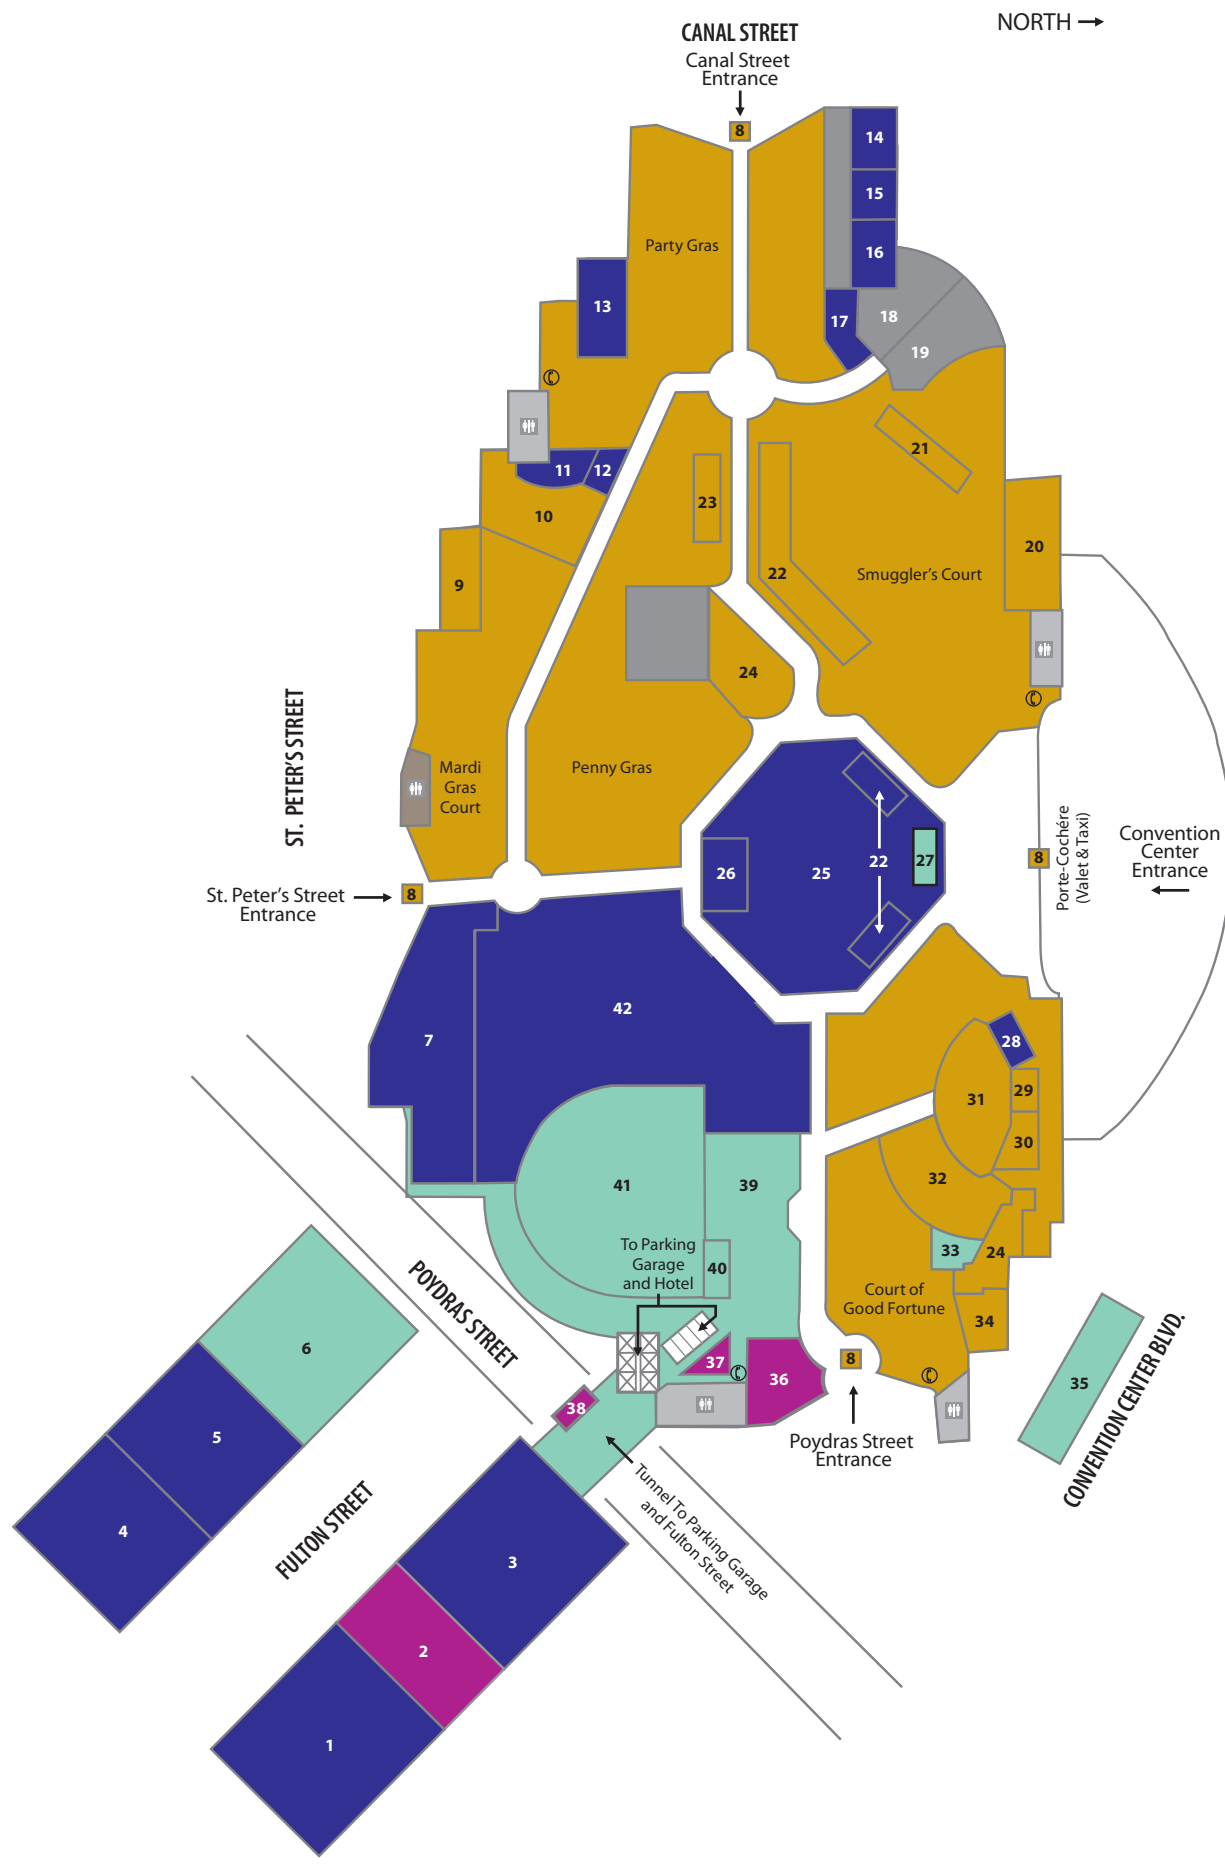 NORTH
CANAL STREET
Canal Street
Entrance
8
14
15
Party Gras
16
13
17
18
19
21
11
12
23
10
20
22
Smuggler's Court
9
24
ST. PETER'S STREET
Mardi
Gras
Court
Penny Gras
Porte-Cochére
(Valet & Taxi)
Convention
Center
Entrance
8
22
27
26
25
St. Peter's Street
Entrance
8
42
7
28
31
29
30
41
39
32
To Parking
Garage
and Hotel
40
33
24
Court of
Good Fortune
34
POYDRAS STREET
6
37
36
8
35
CONVENTION CENTER BLVD.
38
5
Poydras Street
Entrance
4
FULTON STREET
Tunnel To Parking Garage
and Fulton Street
3
2
1